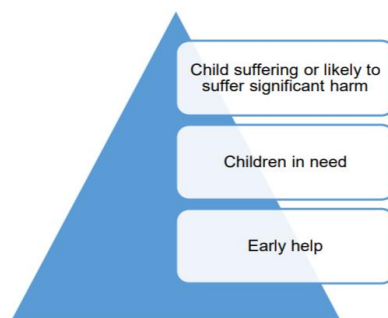 Child suffering or likely to
suffer significant harm
Children in need
Early help